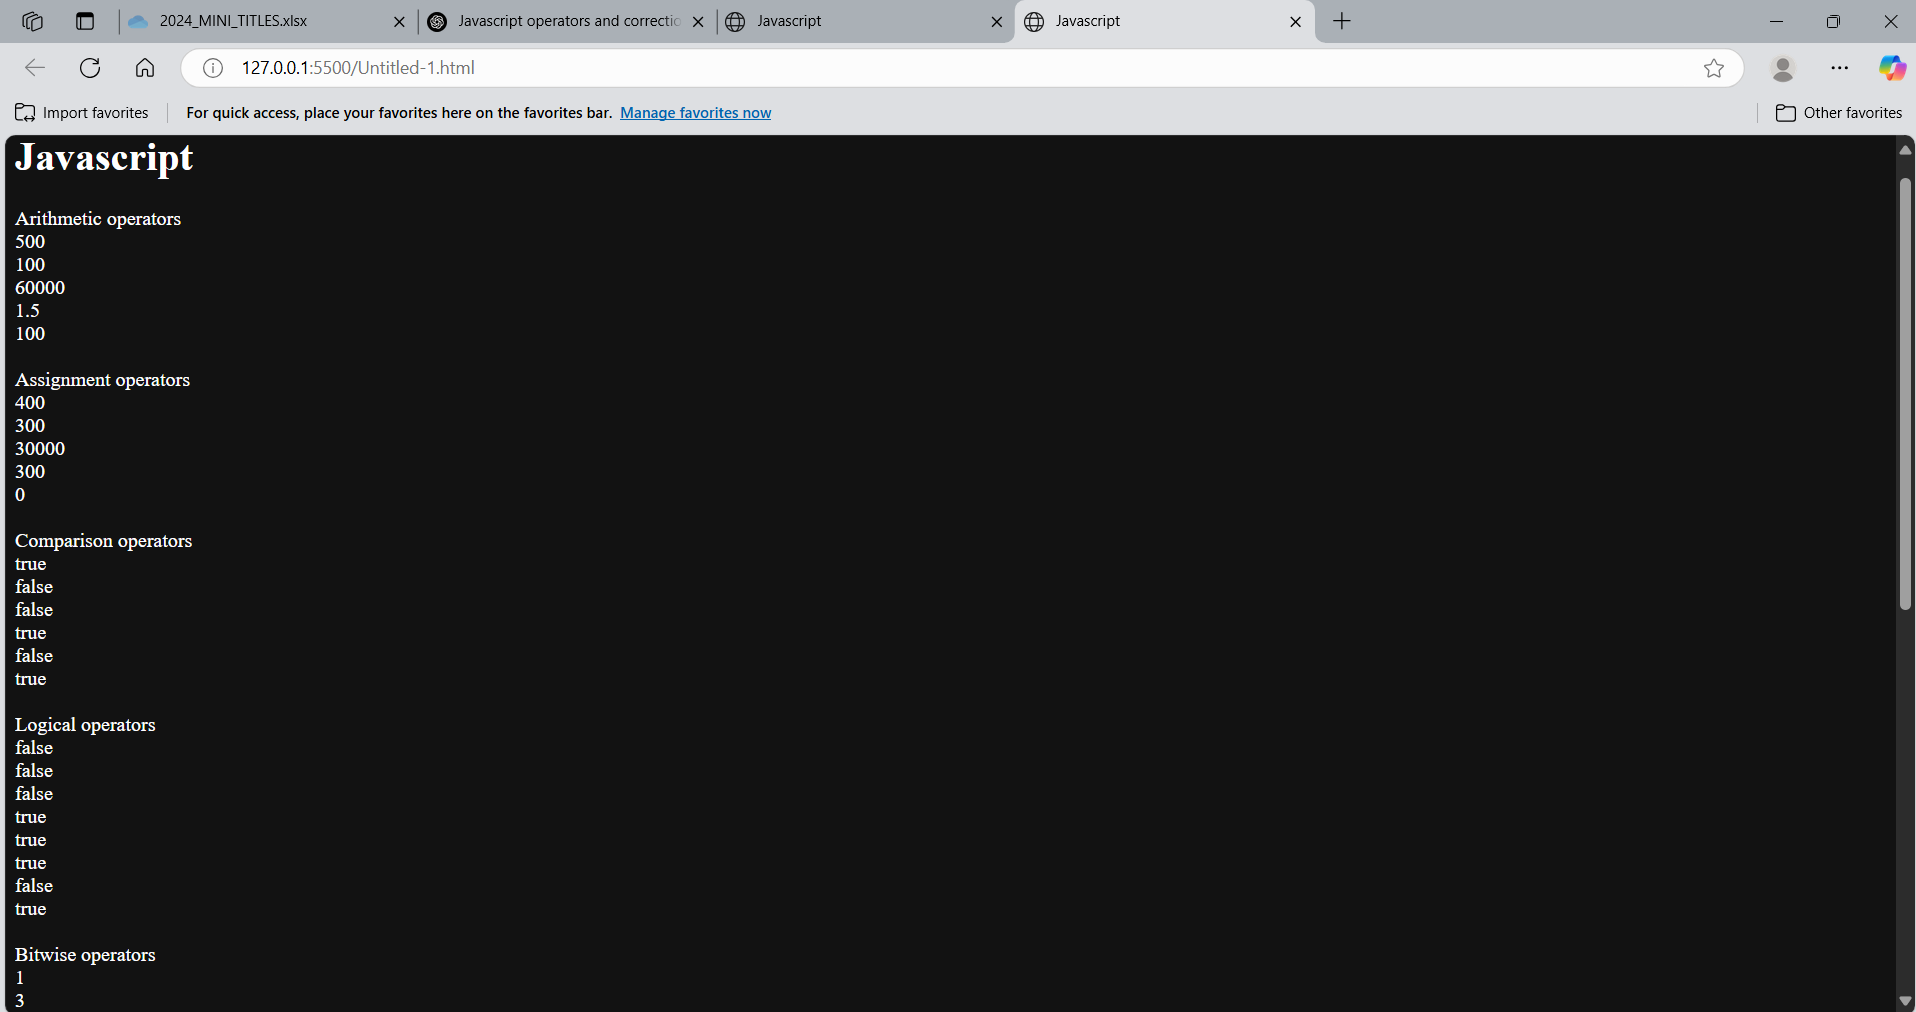 2024_MINI_TITLES.xlsx
Javascript operators and correctio
Javascript
Javascript
127.0.0.1:5500/Untitled-1.html
Import favorites
For quick access, place your favorites here on the favorites bar. Manage favorites now
Other favorites
Javascript
Arithmetic operators
500
100
60000
1.5
100
Assignment operators
400
300
30000
300
0
Comparison operators
true
false
false
true
false
true
Logical operators
false
false
false
true
true
true
false
true
Bitwise operators
1
3